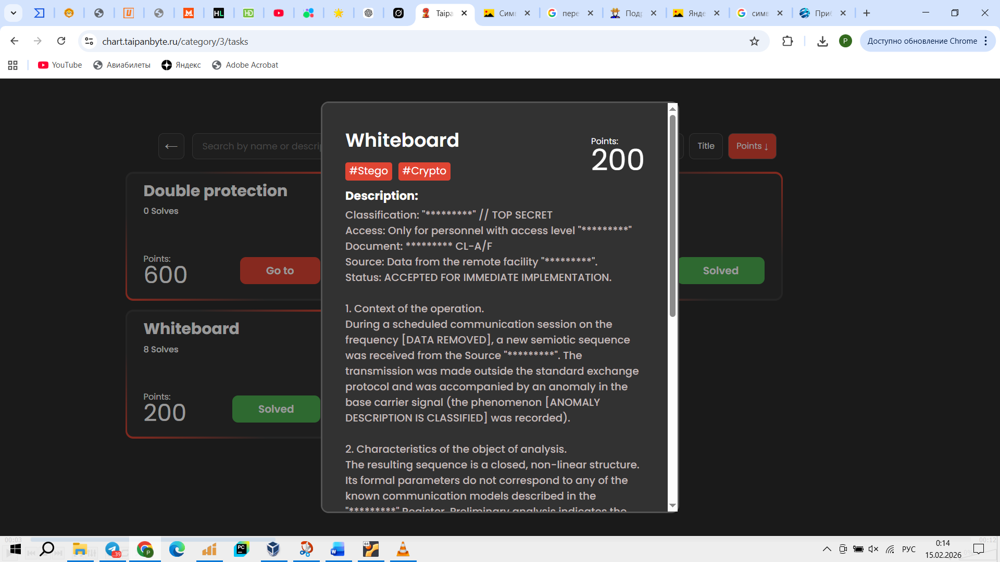 Taipa
Симв
пере
Подр
Янде
симв
При
chart.taipanbyte.ru/category/3/tasks
P
Доступно обновление Chrome
YouTube
Авиабилеты
Яндекс
Adobe Acrobat
Search by name or descrip
Title
Points ↓
Double protection
0 Solves
Points:
600
Go to
Solved
Whiteboard
8 Solves
Points:
200
Solved
Whiteboard
Points:
200
#Stego
#Crypto
Description:
Classification: "*********" // TOP SECRET
Access: Only for personnel with access level "*********"
Document: ********* CL-A/F
Source: Data from the remote facility "*********".
Status: ACCEPTED FOR IMMEDIATE IMPLEMENTATION.
1. Context of the operation.
During a scheduled communication session on the
frequency [DATA REMOVED], a new semiotic sequence
was received from the Source "*********". The
transmission was made outside the standard exchange
protocol and was accompanied by an anomaly in the
base carrier signal (the phenomenon [ANOMALY
DESCRIPTION IS CLASSIFIED] was recorded).
2. Characteristics of the object of analysis.
The resulting sequence is a closed, non-linear structure.
Its formal parameters do not correspond to any of the
known communication models described in the
"*********" Register. Preliminary analysis indicates the
00:03
00:12
39
РУС
0:14
15.02.2026